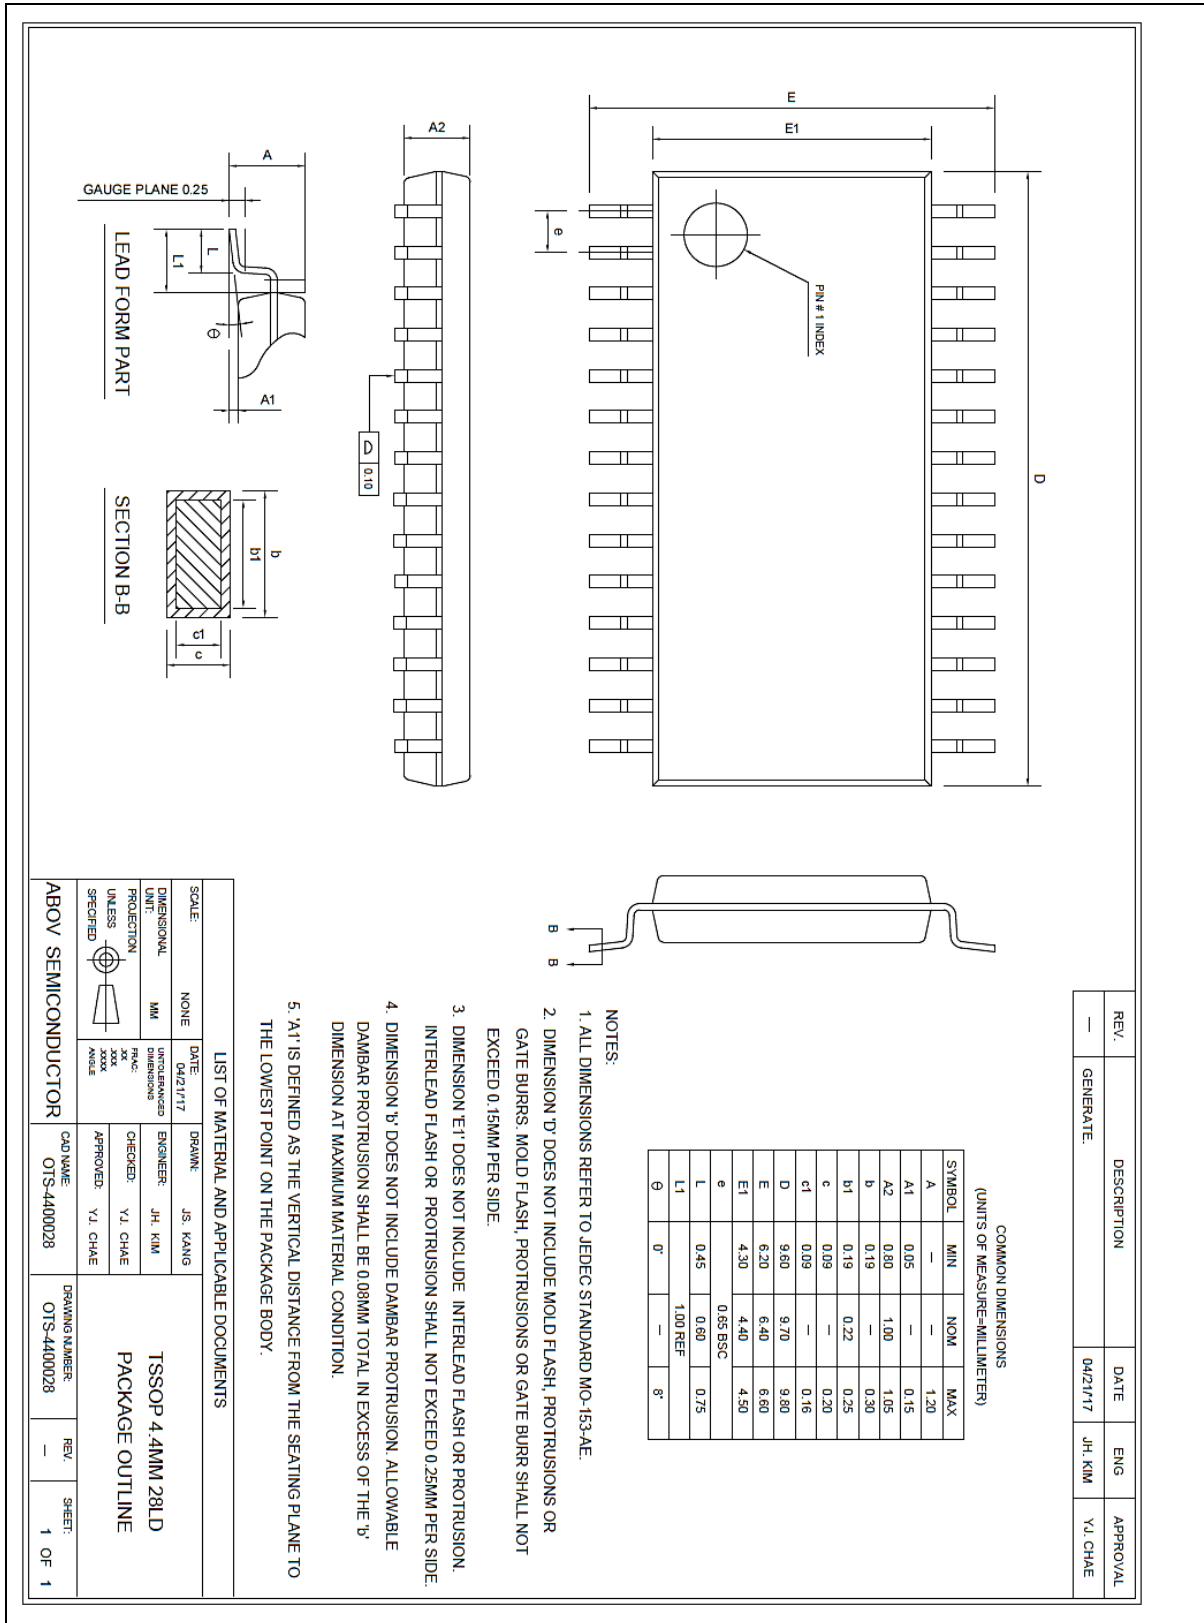 REV. DESCRIPTION DATE ENG APPROVAL
— GENERATE. 04/21/'17 JH. KIM YJ. CHAE
E
E1
D
e
PIN # 1 INDEX
A2
0.10
A
GAUGE PLANE 0.25
L
L1
θ
A1
LEAD FORM PART
b
b1
c1
c
SECTION B-B
B B
COMMON DIMENSIONS
(UNITS OF MEASURE=MILLIMETER)
SYMBOL MIN NOM MAX
A — — 1.20
A1 0.05 — 0.15
A2 0.80 1.00 1.05
b 0.19 — 0.30
b1 0.19 0.22 0.25
c 0.09 — 0.20
c1 0.09 — 0.16
D 9.60 9.70 9.80
E 6.20 6.40 6.60
E1 4.30 4.40 4.50
e 0.65 BSC
L 0.45 0.60 0.75
L1 1.00 REF
θ 0° — 8°
NOTES:
1. ALL DIMENSIONS REFER TO JEDEC STANDARD MO-153-AE.
2. DIMENSION 'D' DOES NOT INCLUDE MOLD FLASH, PROTRUSIONS OR
GATE BURRS. MOLD FLASH, PROTRUSIONS OR GATE BURR SHALL NOT
EXCEED 0.15MM PER SIDE.
3. DIMENSION 'E1' DOES NOT INCLUDE INTERLEAD FLASH OR PROTRUSION.
INTERLEAD FLASH OR PROTRUSION SHALL NOT EXCEED 0.25MM PER SIDE.
4. DIMENSION 'b' DOES NOT INCLUDE DAMBAR PROTRUSION. ALLOWABLE
DAMBAR PROTRUSION SHALL BE 0.08MM TOTAL IN EXCESS OF THE 'b'
DIMENSION AT MAXIMUM MATERIAL CONDITION.
5. 'A1' IS DEFINED AS THE VERTICAL DISTANCE FROM THE SEATING PLANE TO
THE LOWEST POINT ON THE PACKAGE BODY.
LIST OF MATERIAL AND APPLICABLE DOCUMENTS
SCALE: NONE
DATE: 04/21/'17
DRAWN: JS. KANG
DIMENSIONAL
UNIT: MM
UNTOLERANCED
DIMENSIONS
ENGINEER: JH. KIM
PROJECTION
UNLESS
SPECIFIED
FRAC:
.XX
.XXX
.XXXX
ANGLE
CHECKED: YJ. CHAE
APPROVED: YJ. CHAE
TSSOP 4.4MM 28LD
PACKAGE OUTLINE
ABOV SEMICONDUCTOR
CAD NAME:
OTS-4400028
DRAWING NUMBER:
OTS-4400028
REV.
—
SHEET:
1 OF 1